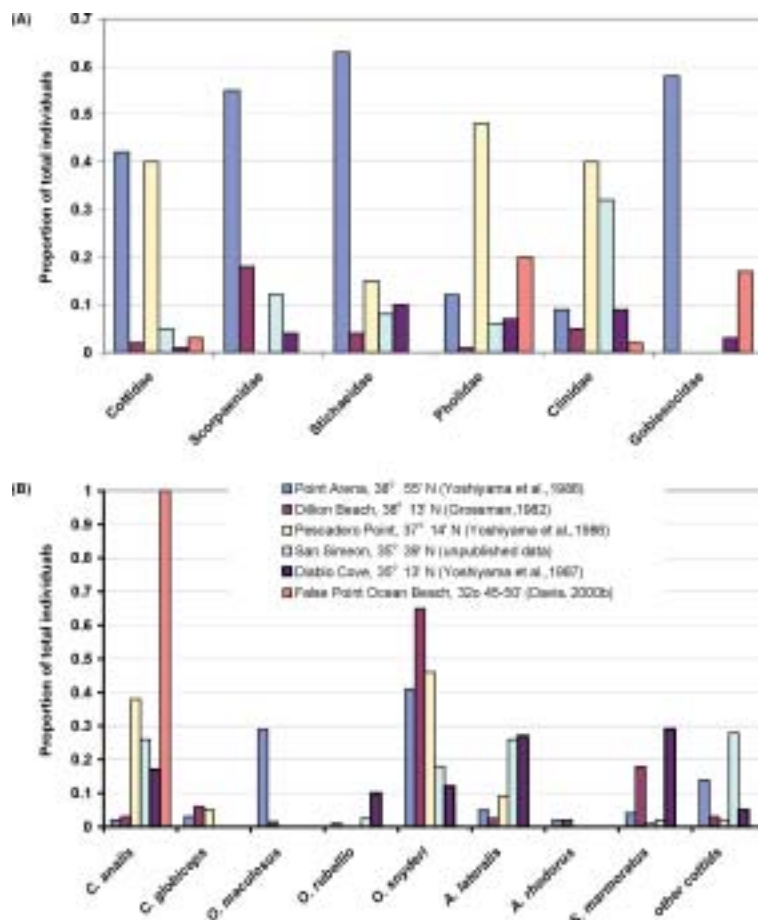 (A)
0.7
0.6
0.5
0.4
0.3
0.2
0.1
0
Proportion of total individuals
Cottidae
Scorpaenidae
Stichaeidae
Pholidae
Clinidae
Gobiesocidae
(B)
1
0.9
0.8
0.7
0.6
0.5
0.4
0.3
0.2
0.1
0
Proportion of total individuals
Point Arena, 38° 55' N (Yoshiyama et al.,
Dillion Beach, 38° 13' N (Grossman,1982)
Pescadero Point, 37° 14' N (Yoshiyama et al.,
San Simeon, 35° N (unpublished data)
Diablo Cove, 35° 13' N (Yoshiyama et al.,1987)
False Point Ocean Beach, 32o 45-50' (Davis, 2000b)
C. analis
C. globiceps
O. maculosus
O. rubellio
O. snyderi
A. lateralis
A. rhodorus
S. marmoratus
other cottids